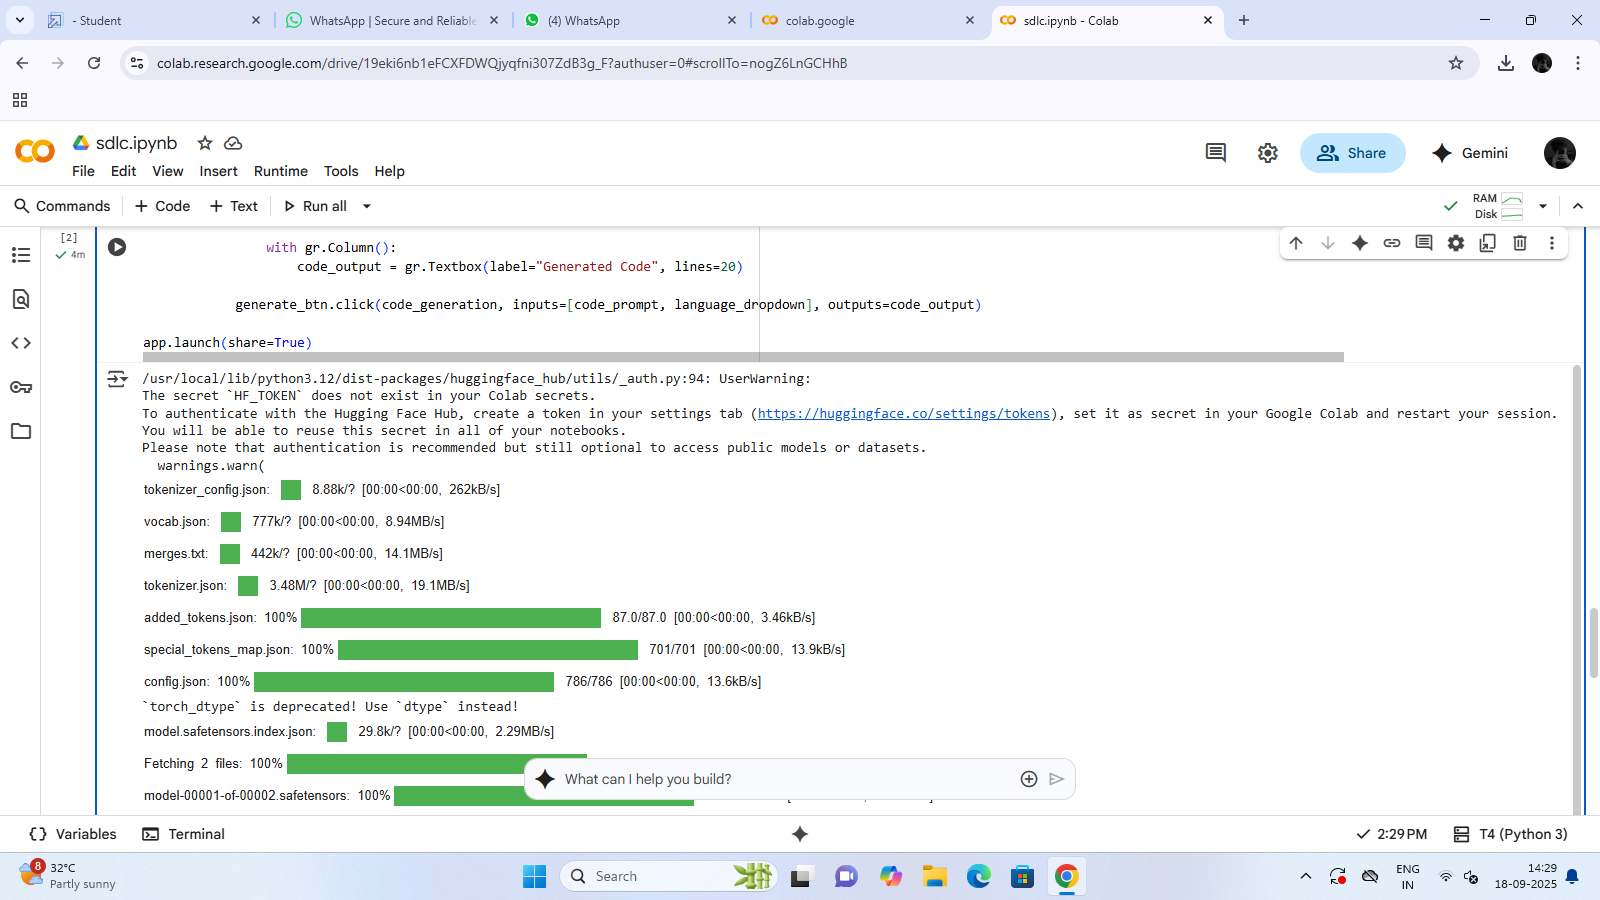 - Student
WhatsApp | Secure and Reliable
(4) WhatsApp
colab.google
sdlc.ipynb - Colab
colab.research.google.com/drive/19eki6nb1eFCXFDWQjyqfni307ZdB3g_F?authuser=0#scrollTo=nogZ6LnGCHhB
sdlc.ipynb
Share
Gemini
File Edit View Insert Runtime Tools Help
Commands + Code + Text Run all
RAM
Disk
[2]
4m
with gr.Column():
code_output = gr.Textbox(label="Generated Code", lines=20)
generate_btn.click(code_generation, inputs=[code_prompt, language_dropdown], outputs=code_output)
app.launch(share=True)
/usr/local/lib/python3.12/dist-packages/huggingface_hub/utils/_auth.py:94: UserWarning:
The secret `HF_TOKEN` does not exist in your Colab secrets.
To authenticate with the Hugging Face Hub, create a token in your settings tab (https://huggingface.co/settings/tokens), set it as secret in your Google Colab and restart your session.
You will be able to reuse this secret in all of your notebooks.
Please note that authentication is recommended but still optional to access public models or datasets.
warnings.warn(
tokenizer_config.json: 8.88k/? [00:00<00:00, 262kB/s]
vocab.json: 777k/? [00:00<00:00, 8.94MB/s]
merges.txt: 442k/? [00:00<00:00, 14.1MB/s]
tokenizer.json: 3.48M/? [00:00<00:00, 19.1MB/s]
added_tokens.json: 100% 87.0/87.0 [00:00<00:00, 3.46kB/s]
special_tokens_map.json: 100% 701/701 [00:00<00:00, 13.9kB/s]
config.json: 100% 786/786 [00:00<00:00, 13.6kB/s]
`torch_dtype` is deprecated! Use `dtype` instead!
model.safetensors.index.json: 29.8k/? [00:00<00:00, 2.29MB/s]
Fetching 2 files: 100%
What can I help you build?
model-00001-of-00002.safetensors: 100%
Variables
Terminal
2:29 PM
T4 (Python 3)
8
32°C
Partly sunny
Search
ENG
IN
14:29
18-09-2025